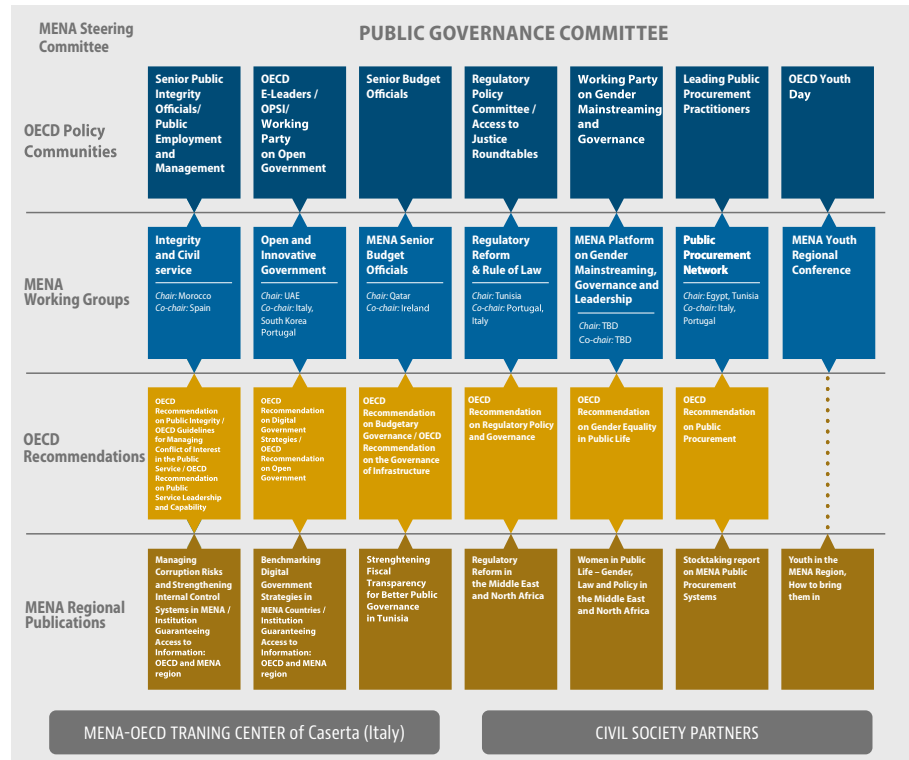 MENA Steering
Committee
PUBLIC GOVERNANCE COMMITTEE
OECD Policy
Communities
Senior Public
Integrity
Officials/
Public
Employment
and
Management
OECD
E-Leaders /
OPSI/
Working
Party
on Open
Government
Senior Budget
Officials
Regulatory
Policy
Committee /
Access to
Justice
Roundtables
Working Party
on Gender
Mainstreaming
and
Governance
Leading Public
Procurement
Practitioners
OECD Youth
Day
MENA
Working Groups
Integrity
and Civil
service
Chair: Morocco
Co-chair: Spain
Open and
Innovative
Government
Chair: UAE
Co-chair: Italy,
South Korea
Portugal
MENA Senior
Budget
Officials
Chair: Qatar
Co-chair: Ireland
Regulatory
Reform
& Rule of Law
Chair: Tunisia
Co-chair: Portugal,
Italy
MENA Platform
on Gender
Mainstreaming,
Governance and
Leadership
Chair: TBD
Co-chair: TBD
Public
Procurement
Network
Chair: Egypt, Tunisia
Co-chair: Italy,
Portugal
MENA Youth
Regional
Conference
OECD
Recommendations
OECD
Recommendation
on Public Integrity /
OECD Guidelines
for Managing
Conflict of Interest
in the Public
Service / OECD
Recommendation
on Public
Service Leadership
and Capability
OECD
Recommendation
on Digital
Government
Strategies /
OECD
Recommendation
on Open
Government
OECD
Recommendation
on Budgetary
Governance / OECD
Recommendation
on the Governance
of Infrastructure
OECD
Recommendation
on Regulatory Policy
and Governance
OECD
Recommendation
on Gender Equality
in Public Life
OECD
Recommendation
on Public
Procurement
MENA Regional
Publications
Managing
Corruption Risks
and Strengthening
Internal Control
Systems in MENA /
Institution
Guaranteeing
Access to
Information:
OECD and MENA
region
Benchmarking
Digital
Government
Strategies in
MENA Countries /
Institution
Guaranteeing
Access to
Information:
OECD and MENA
region
Strenghtening
Fiscal
Transparency
for Better Public
Governance
in Tunisia
Regulatory
Reform in
the Middle East
and North Africa
Women in Public
Life – Gender,
Law and Policy in
the Middle East
and North Africa
Stocktaking report
on MENA Public
Procurement
Systems
Youth in the
MENA Region,
How to bring
them in
MENA-OECD TRANING CENTER of Caserta (Italy)
CIVIL SOCIETY PARTNERS